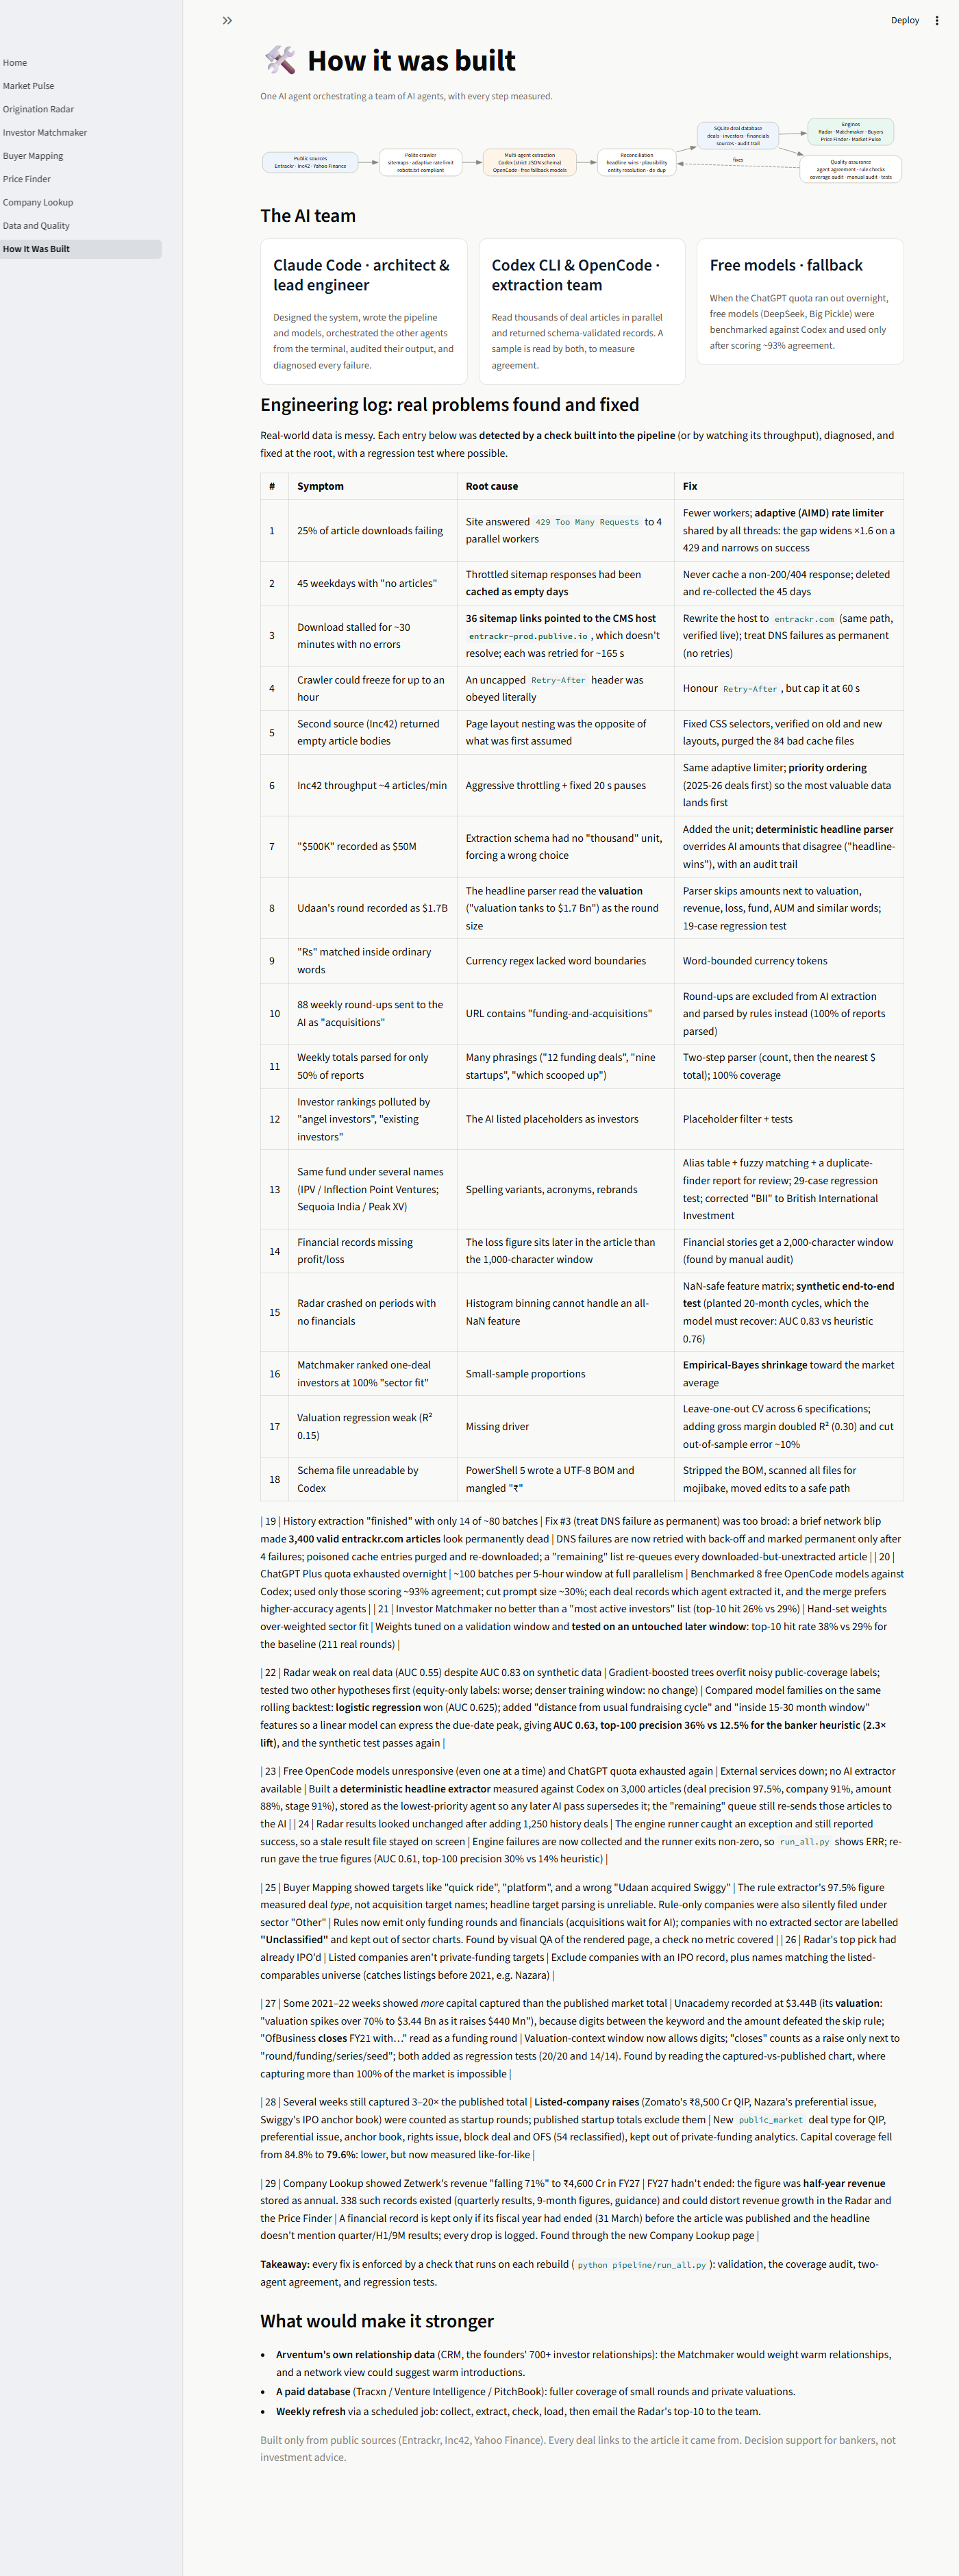 Deploy
Home
Market Pulse
Origination Radar
Investor Matchmaker
Buyer Mapping
Price Finder
Company Lookup
Data and Quality
How It Was Built
🛠️ How it was built
One AI agent orchestrating a team of AI agents, with every step measured.
Public sources
Entrackr · Inc42 · Yahoo Finance
Polite crawler
sitemaps · adaptive rate limit
robots.txt compliant
Multi-agent extraction
Codex (strict JSON schema)
OpenCode · free fallback models
Reconciliation
headline wins · plausibility
entity resolution · de-dup
SQLite deal database
deals · investors · financials
sources · audit trail
Engines
Radar · Matchmaker · Buyers
Price Finder · Market Pulse
fixes
Quality assurance
agent agreement · rule checks
coverage audit · manual audit · tests
The AI team
Claude Code · architect &
lead engineer
Designed the system, wrote the pipeline
and models, orchestrated the other agents
from the terminal, audited their output, and
diagnosed every failure.
Codex CLI & OpenCode ·
extraction team
Read thousands of deal articles in parallel
and returned schema-validated records. A
sample is read by both, to measure
agreement.
Free models · fallback
When the ChatGPT quota ran out overnight,
free models (DeepSeek, Big Pickle) were
benchmarked against Codex and used only
after scoring ~93% agreement.
Engineering log: real problems found and fixed
Real-world data is messy. Each entry below was detected by a check built into the pipeline (or by watching its throughput), diagnosed, and
fixed at the root, with a regression test where possible.
# Symptom Root cause Fix
1
25% of article downloads failing
Site answered 429 Too Many Requests to 4
parallel workers
Fewer workers; adaptive (AIMD) rate limiter
shared by all threads: the gap widens ×1.6 on a
429 and narrows on success
2
45 weekdays with "no articles"
Throttled sitemap responses had been
cached as empty days
Never cache a non-200/404 response; deleted
and re-collected the 45 days
3
Download stalled for ~30
minutes with no errors
36 sitemap links pointed to the CMS host
entrackr-prod.publive.io , which doesn't
resolve; each was retried for ~165 s
Rewrite the host to entrackr.com (same path,
verified live); treat DNS failures as permanent
(no retries)
4
Crawler could freeze for up to an
hour
An uncapped Retry-After header was
obeyed literally
Honour Retry-After , but cap it at 60 s
5
Second source (Inc42) returned
empty article bodies
Page layout nesting was the opposite of
what was first assumed
Fixed CSS selectors, verified on old and new
layouts, purged the 84 bad cache files
6
Inc42 throughput ~4 articles/min
Aggressive throttling + fixed 20 s pauses
Same adaptive limiter; priority ordering
(2025-26 deals first) so the most valuable data
lands first
7
"$500K" recorded as $50M
Extraction schema had no "thousand" unit,
forcing a wrong choice
Added the unit; deterministic headline parser
overrides AI amounts that disagree ("headline-
wins"), with an audit trail
8
Udaan's round recorded as $1.7B
The headline parser read the valuation
("valuation tanks to $1.7 Bn") as the round
size
Parser skips amounts next to valuation,
revenue, loss, fund, AUM and similar words;
19-case regression test
9
"Rs" matched inside ordinary
words
Currency regex lacked word boundaries
Word-bounded currency tokens
10
88 weekly round-ups sent to the
AI as "acquisitions"
URL contains "funding-and-acquisitions"
Round-ups are excluded from AI extraction
and parsed by rules instead (100% of reports
parsed)
11
Weekly totals parsed for only
50% of reports
Many phrasings ("12 funding deals", "nine
startups", "which scooped up")
Two-step parser (count, then the nearest $
total); 100% coverage
12
Investor rankings polluted by
"angel investors", "existing
investors"
The AI listed placeholders as investors
Placeholder filter + tests
13
Same fund under several names
(IPV / Inflection Point Ventures;
Sequoia India / Peak XV)
Spelling variants, acronyms, rebrands
Alias table + fuzzy matching + a duplicate-
finder report for review; 29-case regression
test; corrected "BII" to British International
Investment
14
Financial records missing
profit/loss
The loss figure sits later in the article than
the 1,000-character window
Financial stories get a 2,000-character window
(found by manual audit)
15
Radar crashed on periods with
no financials
Histogram binning cannot handle an all-
NaN feature
NaN-safe feature matrix; synthetic end-to-end
test (planted 20-month cycles, which the
model must recover: AUC 0.83 vs heuristic
0.76)
16
Matchmaker ranked one-deal
investors at 100% "sector fit"
Small-sample proportions
Empirical-Bayes shrinkage toward the market
average
17
Valuation regression weak (R²
0.15)
Missing driver
Leave-one-out CV across 6 specifications;
adding gross margin doubled R² (0.30) and cut
out-of-sample error ~10%
18
Schema file unreadable by
Codex
PowerShell 5 wrote a UTF-8 BOM and
mangled "₹"
Stripped the BOM, scanned all files for
mojibake, moved edits to a safe path
| 19 | History extraction "finished" with only 14 of ~80 batches | Fix #3 (treat DNS failure as permanent) was too broad: a brief network blip
made 3,400 valid entrackr.com articles look permanently dead | DNS failures are now retried with back-off and marked permanent only after
4 failures; poisoned cache entries purged and re-downloaded; a "remaining" list re-queues every downloaded-but-unextracted article | | 20 |
ChatGPT Plus quota exhausted overnight | ~100 batches per 5-hour window at full parallelism | Benchmarked 8 free OpenCode models against
Codex; used only those scoring ~93% agreement; cut prompt size ~30%; each deal records which agent extracted it, and the merge prefers
higher-accuracy agents | | 21 | Investor Matchmaker no better than a "most active investors" list (top-10 hit 26% vs 29%) | Hand-set weights
over-weighted sector fit | Weights tuned on a validation window and tested on an untouched later window: top-10 hit rate 38% vs 29% for
the baseline (211 real rounds) |
| 22 | Radar weak on real data (AUC 0.55) despite AUC 0.83 on synthetic data | Gradient-boosted trees overfit noisy public-coverage labels;
tested two other hypotheses first (equity-only labels: worse; denser training window: no change) | Compared model families on the same
rolling backtest: logistic regression won (AUC 0.625); added "distance from usual fundraising cycle" and "inside 15-30 month window"
features so a linear model can express the due-date peak, giving AUC 0.63, top-100 precision 36% vs 12.5% for the banker heuristic (2.3×
lift), and the synthetic test passes again |
| 23 | Free OpenCode models unresponsive (even one at a time) and ChatGPT quota exhausted again | External services down; no AI extractor
available | Built a deterministic headline extractor measured against Codex on 3,000 articles (deal precision 97.5%, company 91%, amount
88%, stage 91%), stored as the lowest-priority agent so any later AI pass supersedes it; the "remaining" queue still re-sends those articles to
the AI | | 24 | Radar results looked unchanged after adding 1,250 history deals | The engine runner caught an exception and still reported
success, so a stale result file stayed on screen | Engine failures are now collected and the runner exits non-zero, so run_all.py shows ERR; re-
run gave the true figures (AUC 0.61, top-100 precision 30% vs 14% heuristic) |
| 25 | Buyer Mapping showed targets like "quick ride", "platform", and a wrong "Udaan acquired Swiggy" | The rule extractor's 97.5% figure
measured deal type, not acquisition target names; headline target parsing is unreliable. Rule-only companies were also silently filed under
sector "Other" | Rules now emit only funding rounds and financials (acquisitions wait for AI); companies with no extracted sector are labelled
"Unclassified" and kept out of sector charts. Found by visual QA of the rendered page, a check no metric covered | | 26 | Radar's top pick had
already IPO'd | Listed companies aren't private-funding targets | Exclude companies with an IPO record, plus names matching the listed-
comparables universe (catches listings before 2021, e.g. Nazara) |
| 27 | Some 2021–22 weeks showed more capital captured than the published market total | Unacademy recorded at $3.44B (its valuation:
"valuation spikes over 70% to $3.44 Bn as it raises $440 Mn"), because digits between the keyword and the amount defeated the skip rule;
"OfBusiness closes FY21 with…" read as a funding round | Valuation-context window now allows digits; "closes" counts as a raise only next to
"round/funding/series/seed"; both added as regression tests (20/20 and 14/14). Found by reading the captured-vs-published chart, where
capturing more than 100% of the market is impossible |
| 28 | Several weeks still captured 3–20× the published total | Listed-company raises (Zomato's ₹8,500 Cr QIP, Nazara's preferential issue,
Swiggy's IPO anchor book) were counted as startup rounds; published startup totals exclude them | New public_market deal type for QIP,
preferential issue, anchor book, rights issue, block deal and OFS (54 reclassified), kept out of private-funding analytics. Capital coverage fell
from 84.8% to 79.6%: lower, but now measured like-for-like |
| 29 | Company Lookup showed Zetwerk's revenue "falling 71%" to ₹4,600 Cr in FY27 | FY27 hadn't ended: the figure was half-year revenue
stored as annual. 338 such records existed (quarterly results, 9-month figures, guidance) and could distort revenue growth in the Radar and
the Price Finder | A financial record is kept only if its fiscal year had ended (31 March) before the article was published and the headline
doesn't mention quarter/H1/9M results; every drop is logged. Found through the new Company Lookup page |
Takeaway: every fix is enforced by a check that runs on each rebuild ( python pipeline/run_all.py ): validation, the coverage audit, two-
agent agreement, and regression tests.
What would make it stronger
• Arventum's own relationship data (CRM, the founders' 700+ investor relationships): the Matchmaker would weight warm relationships,
and a network view could suggest warm introductions.
• A paid database (Tracxn / Venture Intelligence / PitchBook): fuller coverage of small rounds and private valuations.
• Weekly refresh via a scheduled job: collect, extract, check, load, then email the Radar's top-10 to the team.
Built only from public sources (Entrackr, Inc42, Yahoo Finance). Every deal links to the article it came from. Decision support for bankers, not
investment advice.